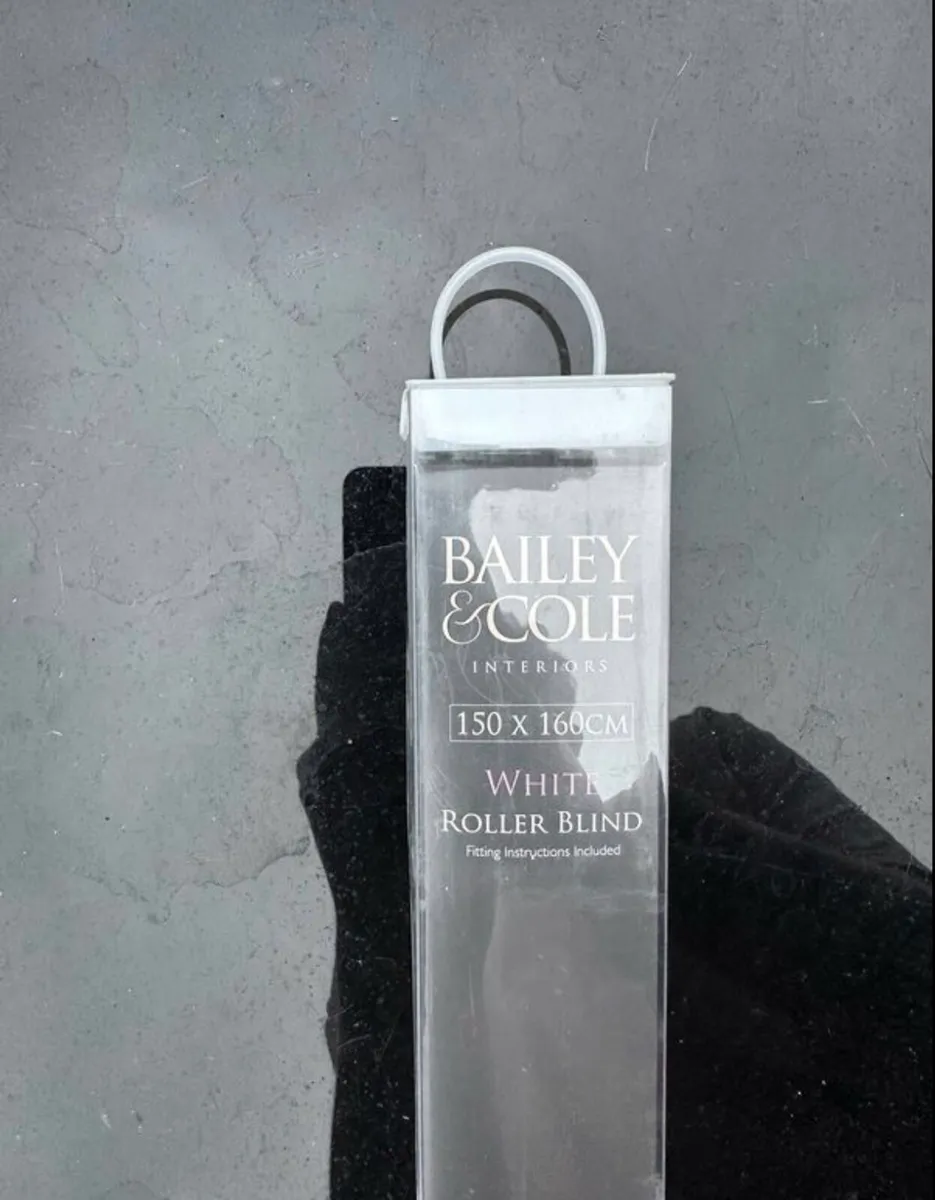 BAILEY
&COLE
INTERIORS
150 X 160CM
WHITE
ROLLER BLIND
Fitting Instructions Included